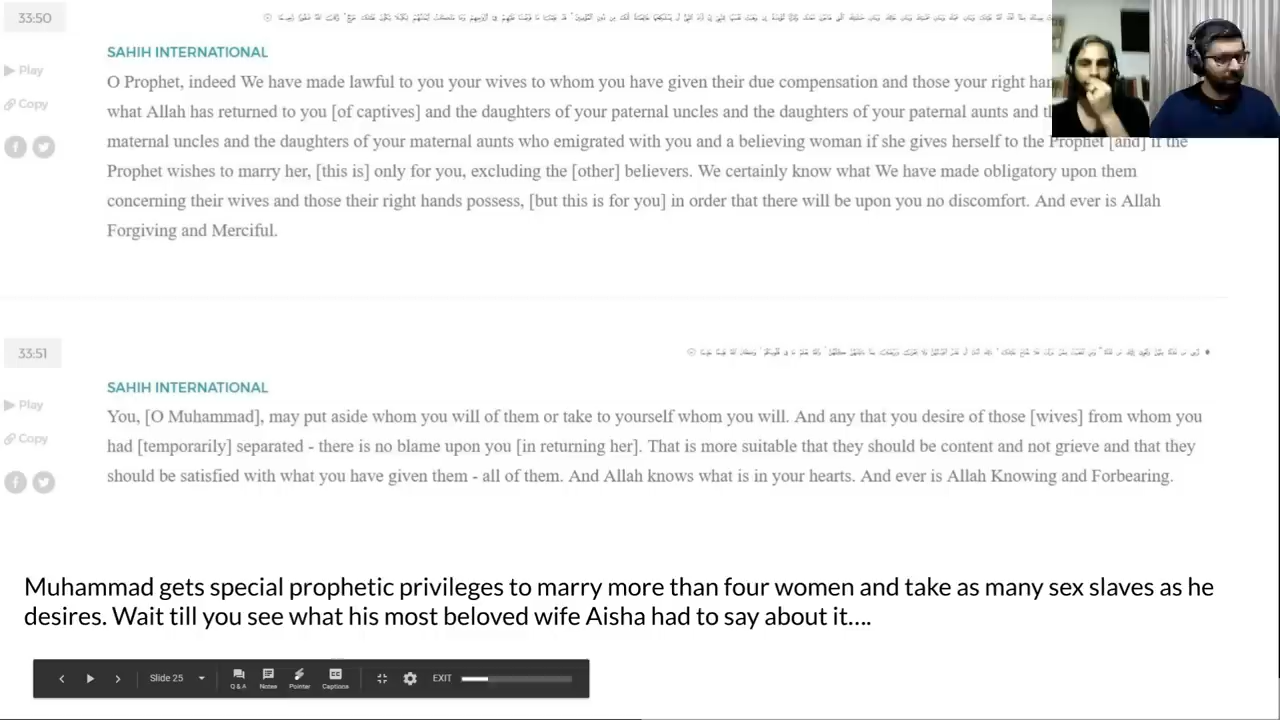 33:50
SAHIH INTERNATIONAL
Play
O Prophet, indeed We have made lawful to you your wives to whom you have given their due compensation and those your right
Copy
what Allah has returned to you [of captives] and the daughters of your paternal uncles and the daughters of your paternal aunts and
maternal uncles and the daughters of your maternal aunts who emigrated with you and a believing woman if she gives herself to the Prophet [and] if the
Prophet wishes to marry her, [this is] only for you, excluding the [other] believers. We certainly know what We have made obligatory upon them
concerning their wives and those their right hands possess, [but this is for you] in order that there will be upon you no discomfort. And ever is Allah
Forgiving and Merciful.
33:51
SAHIH INTERNATIONAL
Play
You, [O Muhammad], may put aside whom you will of them or take to yourself whom you will. And any that you desire of those [wives] from whom you
Copy
had [temporarily] separated - there is no blame upon you [in returning her]. That is more suitable that they should be content and not grieve and that they
should be satisfied with what you have given them - all of them. And Allah knows what is in your hearts. And ever is Allah Knowing and Forbearing.
Muhammad gets special prophetic privileges to marry more than four women and take as many sex slaves as he
desires. Wait till you see what his most beloved wife Aisha had to say about it....
Slide 25
Q & A
Notes
Pointer
CC
Captions
EXIT